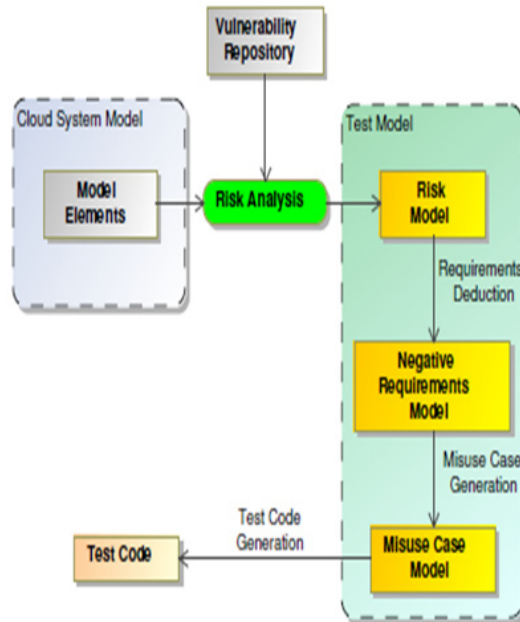 Vulnerability
Repository
Cloud System Model
Test Model
Model
Elements
Risk Analysis
Risk
Model
Requirements
Deduction
Negative
Requirements
Model
Misuse Case
Generation
Test Code
Generation
Test Code
Misuse Case
Model